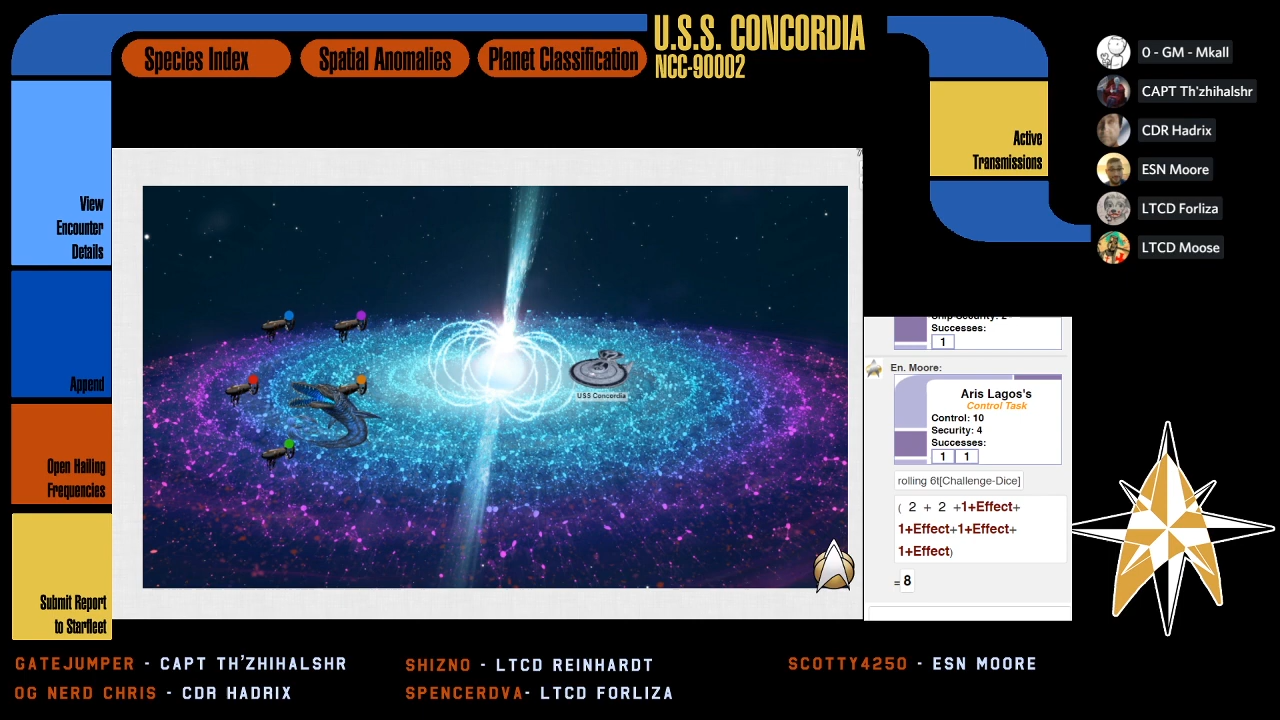 Species Index
Spatial Anomalies
Planet Classification
U.S.S. CONCORDIA
NCC-90002
View
Encounter
Details
Append
Open Hailing
Frequencies
Submit Report
to Starfleet
Active
Transmissions
0 - GM - Mkall
CAPT Th'zhihalshr
CDR Hadrix
ESN Moore
LTCD Forliza
LTCD Moose
USS Concordia
Ship Security: 2
Successes:
1
En. Moore:
Aris Lagos's
Control Task
Control: 10
Security: 4
Successes:
1 1
rolling 6t[Challenge-Dice]
( 2 + 2 +1+Effect+
1+Effect+1+Effect+
1+Effect)
=8
GATEJUMPER - CAPT TH'ZHIHALSHR
SHIZNO - LTCD REINHARDT
SCOTTY4250 - ESN MOORE
OG NERD CHRIS - CDR HADRIX
SPENCERDVA- LTCD FORLIZA